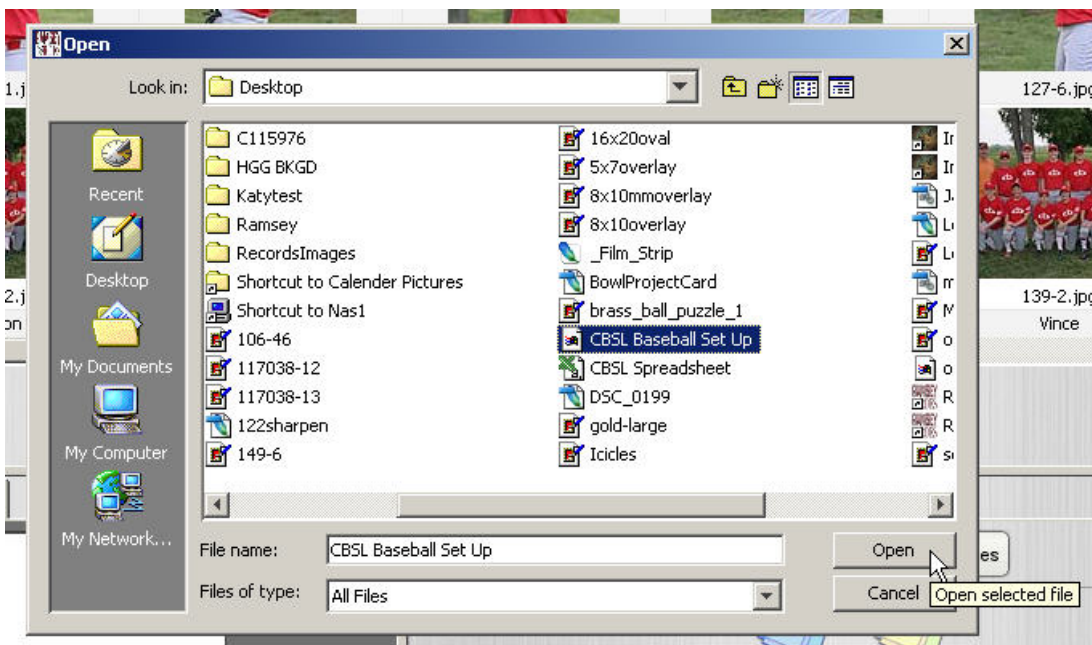 Open
Look in:
Desktop
127-6.jpg
Recent
Desktop
My Documents
My Computer
My Network...
C115976
HGG BKGD
Katytest
Ramsey
RecordsImages
Shortcut to Calender Pictures
Shortcut to Nas1
106-46
117038-12
117038-13
122sharpen
149-6
16x20oval
5x7overlay
8x10mmoverlay
8x10overlay
_Film_Strip
BowlProjectCard
brass_ball_puzzle_1
CBSL Baseball Set Up
CBSL Spreadsheet
DSC_0199
gold-large
Icicles
139-2.jpg
Vince
File name:
CBSL Baseball Set Up
Open
Files of type:
All Files
Cancel
Open selected file